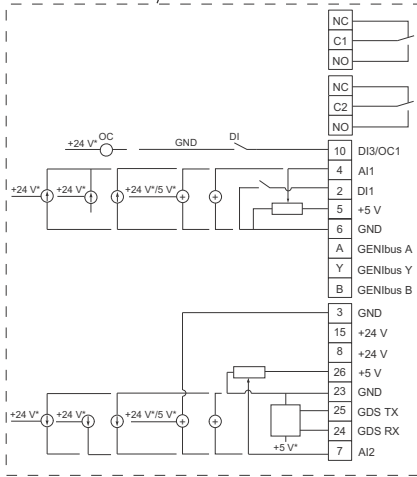 NC
C1
NO
NC
C2
NO
+24 V* OC GND DI 10 DI3/OC1
4 AI1
+24 V* +24 V* +24 V*/5 V* 2 DI1
5 +5 V
6 GND
A GENIbus A
Y GENIbus Y
B GENIbus B
3 GND
15 +24 V
8 +24 V
26 +5 V
23 GND
+24 V* +24 V* +24 V*/5 V* 25 GDS TX
24 GDS RX
+5 V* 7 AI2